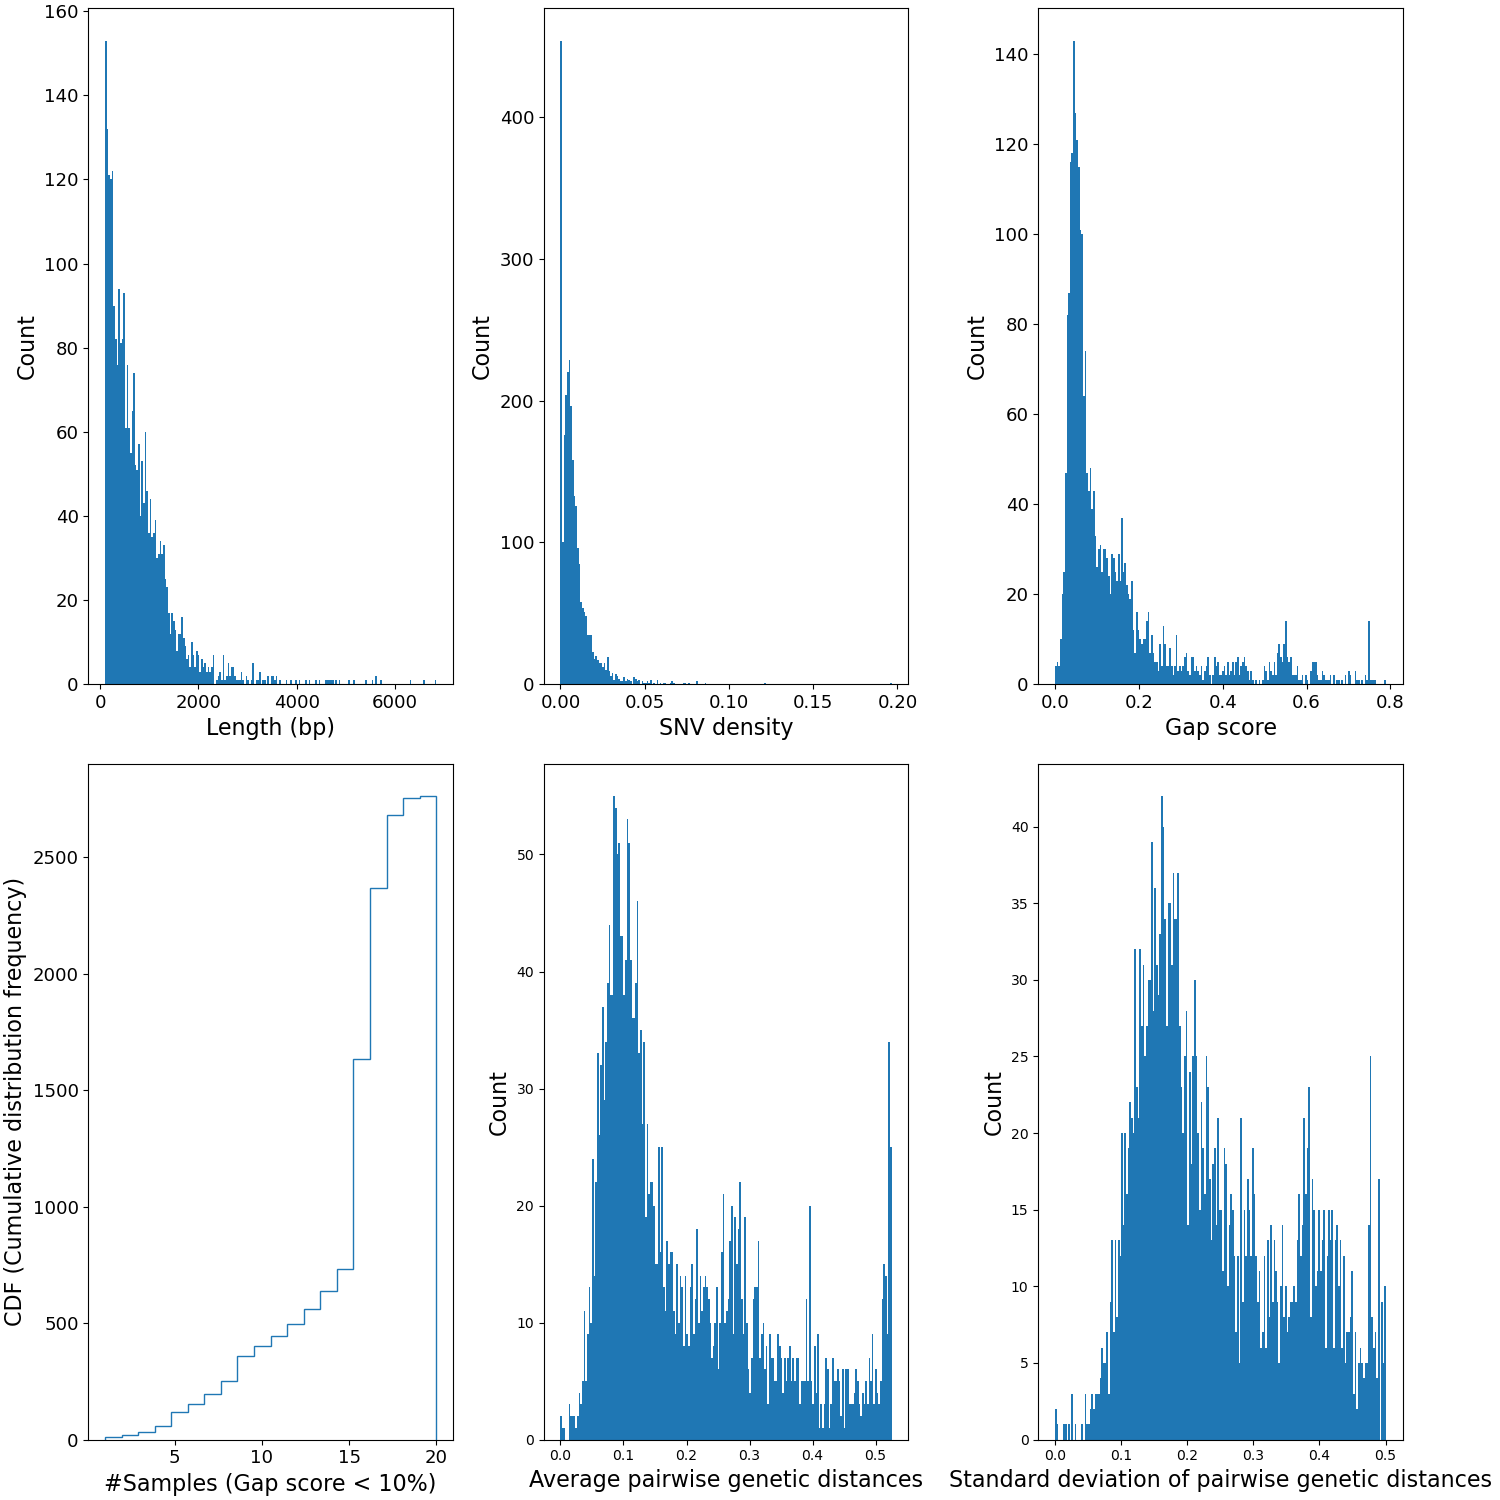 160
140
120
100
80
60
40
20
0
Count
0 2000 4000 6000
Length (bp)
400
300
200
100
0
Count
0.00 0.05 0.10 0.15 0.20
SNV density
140
120
100
80
60
40
20
0
Count
0.0 0.2 0.4 0.6 0.8
Gap score
2500
2000
1500
1000
500
0
CDF (Cumulative distribution frequency)
5 10 15 20
#Samples (Gap score < 10%)
50
40
30
20
10
0
Count
0.0 0.1 0.2 0.3 0.4 0.5
Average pairwise genetic distances
40
35
30
25
20
15
10
5
0
Count
0.0 0.1 0.2 0.3 0.4 0.5
Standard deviation of pairwise genetic distances